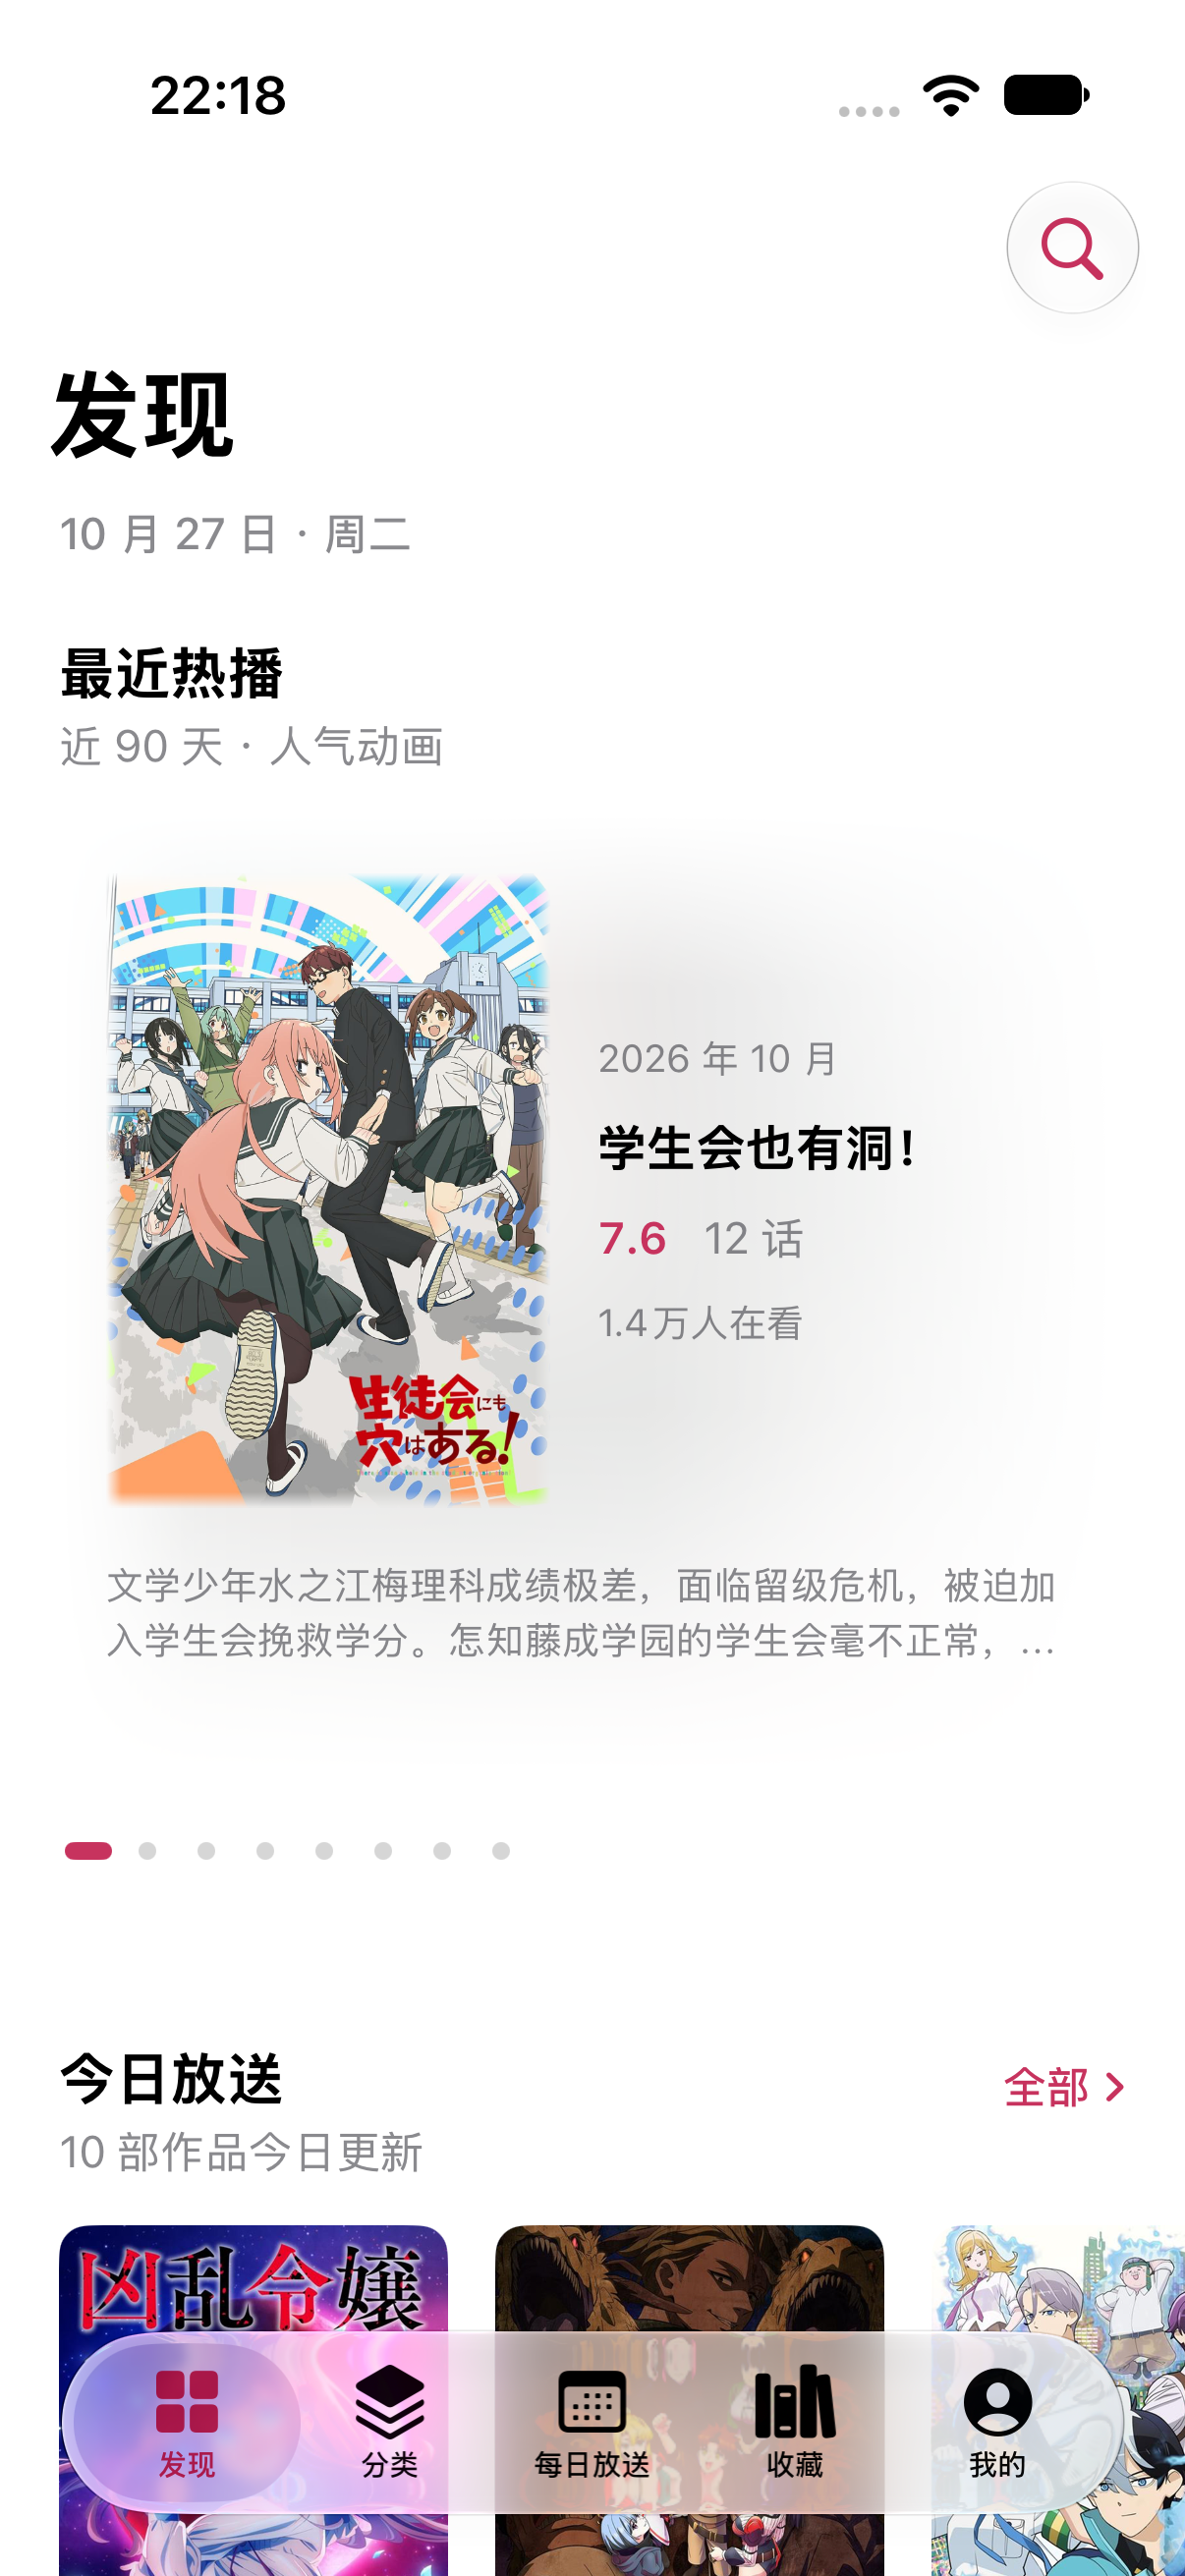 22:18
发现
10 月 27 日 · 周二
最近热播
近 90 天 · 人气动画
2026 年 10 月
学生会也有洞！
7.6 12 话
1.4万人在看
生徒会にも
穴はある!
文学少年水之江梅理科成绩极差，面临留级危机，被迫加
入学生会挽救学分。怎知藤成学园的学生会毫不正常，…
今日放送
全部
10 部作品今日更新
凶乱令嬢
发现
分类
每日放送
收藏
我的